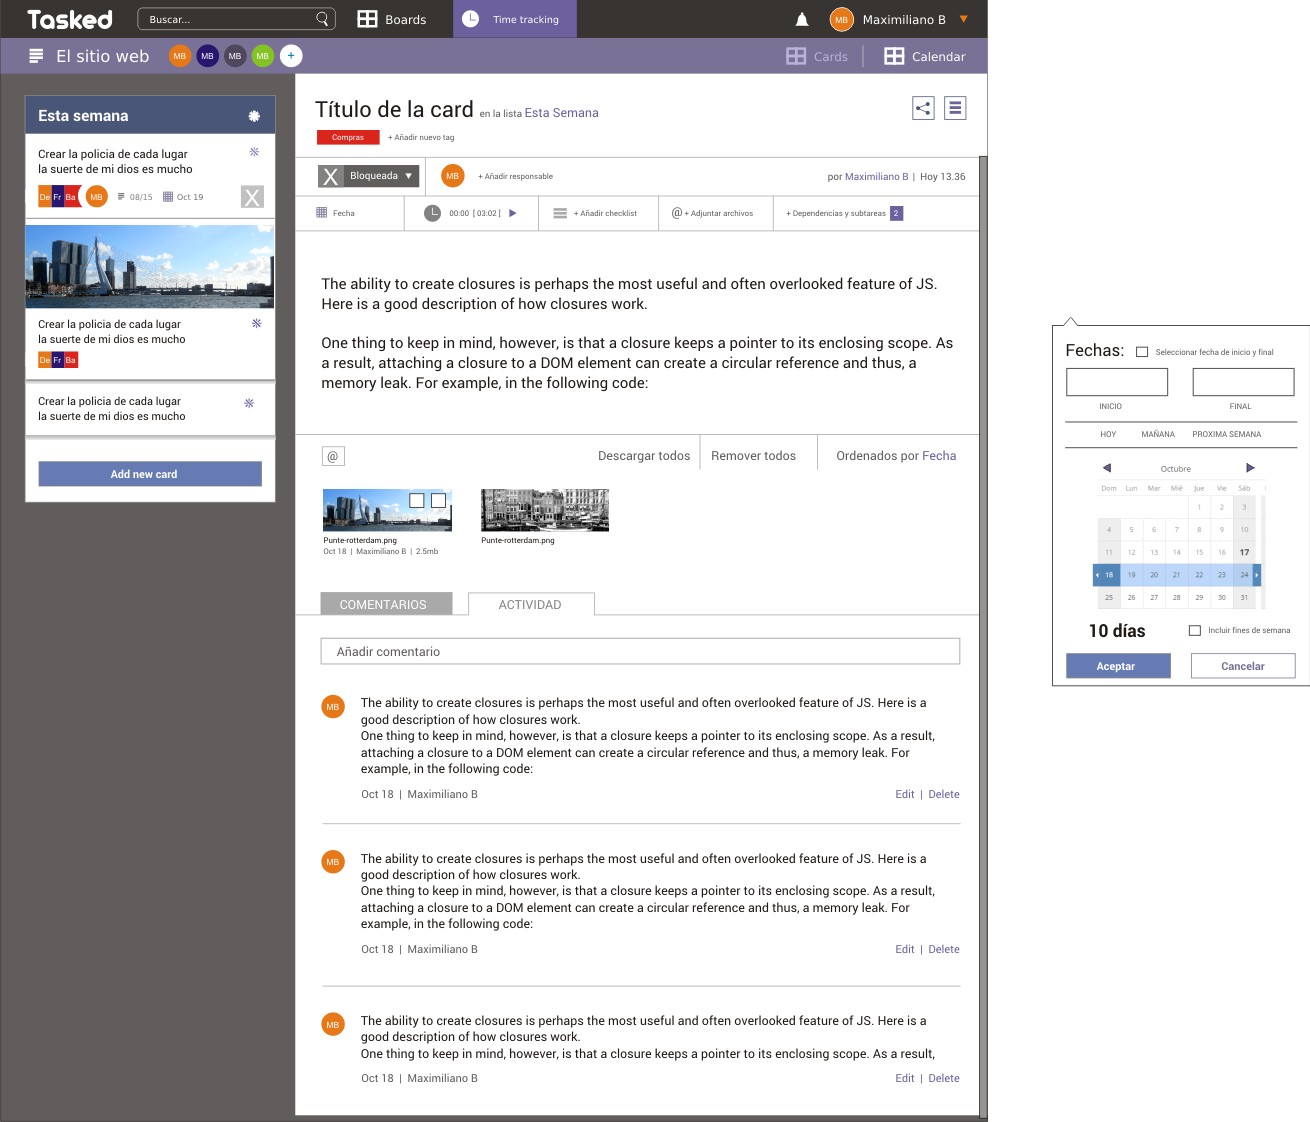 Tasked
Buscar...
Boards
Time tracking
MB
Maximiliano B
El sitio web
MB
MB
MB
MB
+
Cards
Calendar
Esta semana
Crear la policia de cada lugar
la suerte de mi dios es mucho
De Fr Ba MB 08/15 Oct 19 X
Crear la policia de cada lugar
la suerte de mi dios es mucho
De Fr Ba
Crear la policia de cada lugar
la suerte de mi dios es mucho
Add new card
Título de la card en la lista Esta Semana
Compras + Añadir nuevo tag
X Bloqueada ▼ MB + Añadir responsable por Maximiliano B | Hoy 13.36
Fecha 00:00 [ 03:02 ] + Añadir checklist @ + Adjuntar archivos + Dependencias y subtareas 2
The ability to create closures is perhaps the most useful and often overlooked feature of JS.
Here is a good description of how closures work.
One thing to keep in mind, however, is that a closure keeps a pointer to its enclosing scope. As
a result, attaching a closure to a DOM element can create a circular reference and thus, a
memory leak. For example, in the following code:
@ Descargar todos Remover todos Ordenados por Fecha
Punte-rotterdam.png
Oct 18 | Maximiliano B | 2.5mb
Punte-rotterdam.png
COMENTARIOS ACTIVIDAD
Añadir comentario
MB
The ability to create closures is perhaps the most useful and often overlooked feature of JS. Here is a
good description of how closures work.
One thing to keep in mind, however, is that a closure keeps a pointer to its enclosing scope. As a result,
attaching a closure to a DOM element can create a circular reference and thus, a memory leak. For
example, in the following code:
Oct 18 | Maximiliano B Edit | Delete
MB
The ability to create closures is perhaps the most useful and often overlooked feature of JS. Here is a
good description of how closures work.
One thing to keep in mind, however, is that a closure keeps a pointer to its enclosing scope. As a result,
attaching a closure to a DOM element can create a circular reference and thus, a memory leak. For
example, in the following code:
Oct 18 | Maximiliano B Edit | Delete
MB
The ability to create closures is perhaps the most useful and often overlooked feature of JS. Here is a
good description of how closures work.
One thing to keep in mind, however, is that a closure keeps a pointer to its enclosing scope. As a result,
Oct 18 | Maximiliano B Edit | Delete
Fechas: Seleccionar fecha de inicio y final
INICIO FINAL
HOY MAÑANA PROXIMA SEMANA
Octubre
Dom Lun Mar Mié Jue Vie Sáb
1 2 3
4 5 6 7 8 9 10
11 12 13 14 15 16 17
18 19 20 21 22 23 24
25 26 27 28 29 30 31
10 días Incluir fines de semana
Aceptar Cancelar